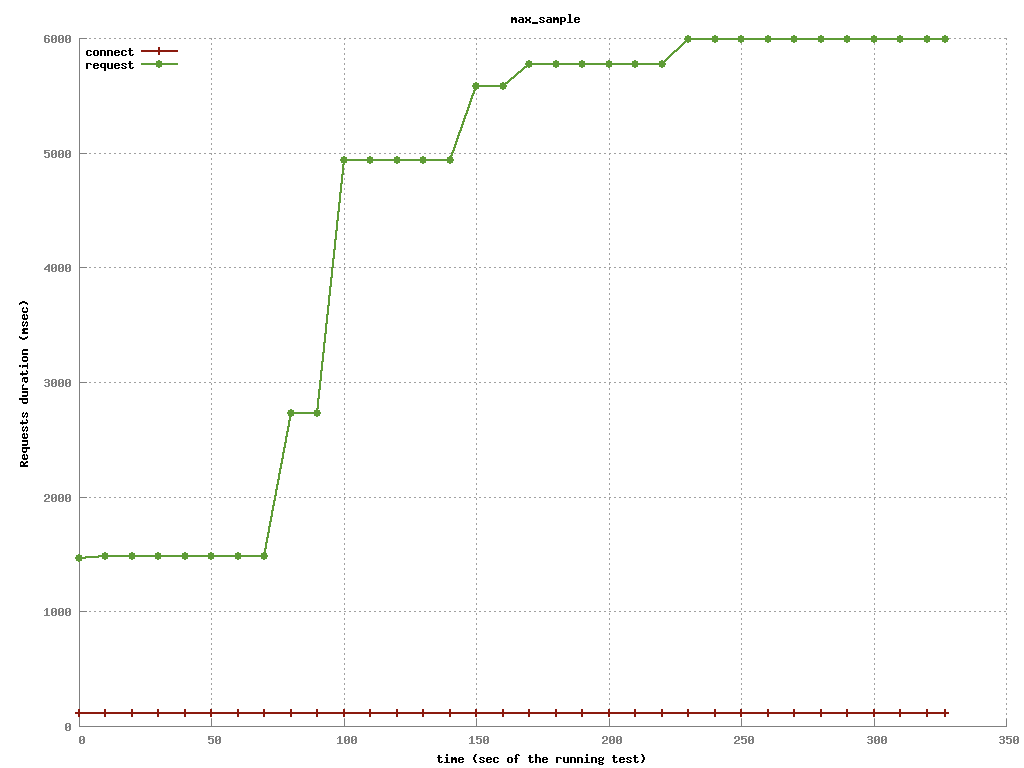 max_sample
connect
request
6000
5000
4000
3000
2000
1000
0
Requests duration (msec)
0 50 100 150 200 250 300 350
time (sec of the running test)